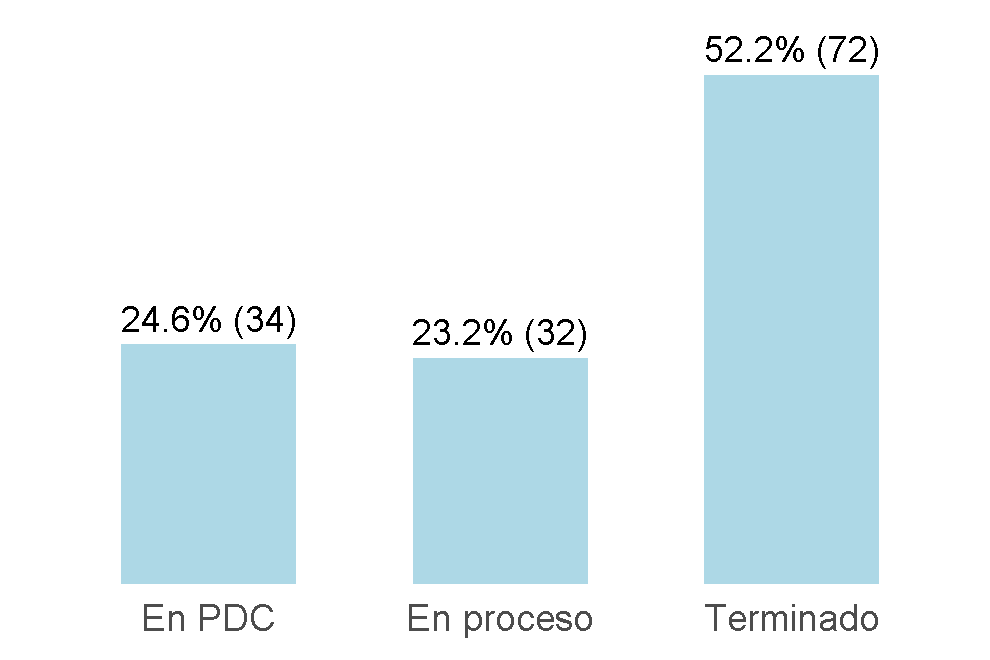 52.2% (72)
24.6% (34)
23.2% (32)
En PDC
En proceso
Terminado